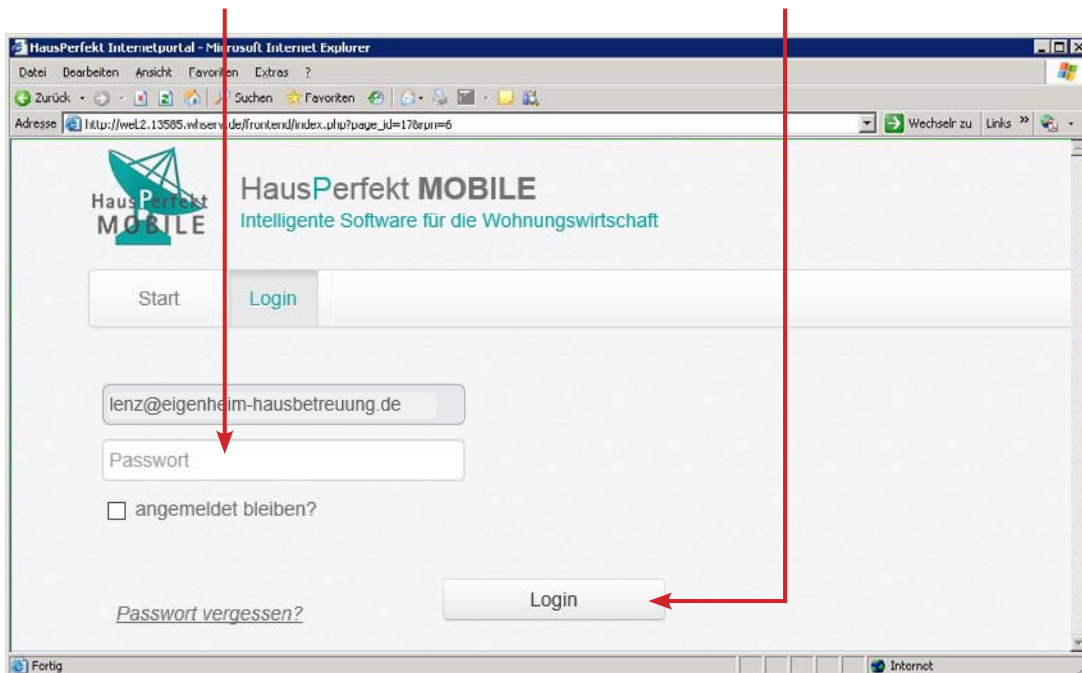 HausPerfekt Internetportal - Microsoft Internet Explorer
Datei Bearbeiten Ansicht Favoriten Extras ?
Zurück Suchen Favoriten
Adresse Wechseln zu Links »
HausPerfekt
MOBILE
HausPerfekt MOBILE
Intelligente Software für die Wohnungswirtschaft
Start Login
lenz@eigenheim-hausbetreuung.de
Passwort
angemeldet bleiben?
Login
Passwort vergessen?
Fertig Internet